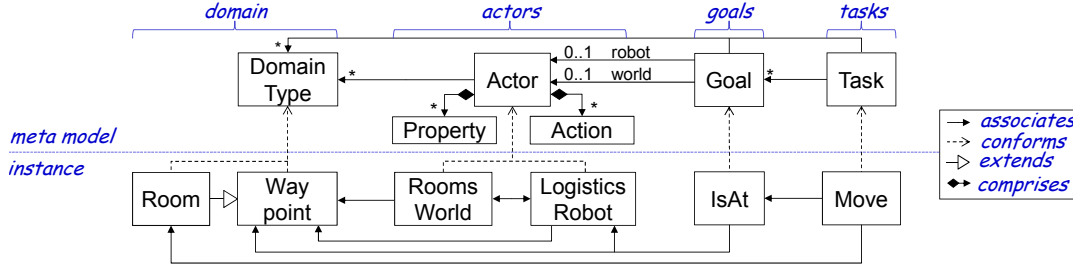 domain
actors
goals
tasks
*
0..1 robot
Domain
Type
*
Actor
0..1 world
Goal
*
Task
*
*
Property
Action
meta model
instance
associates
conforms
extends
comprises
Room
Way
point
Rooms
World
Logistics
Robot
IsAt
Move